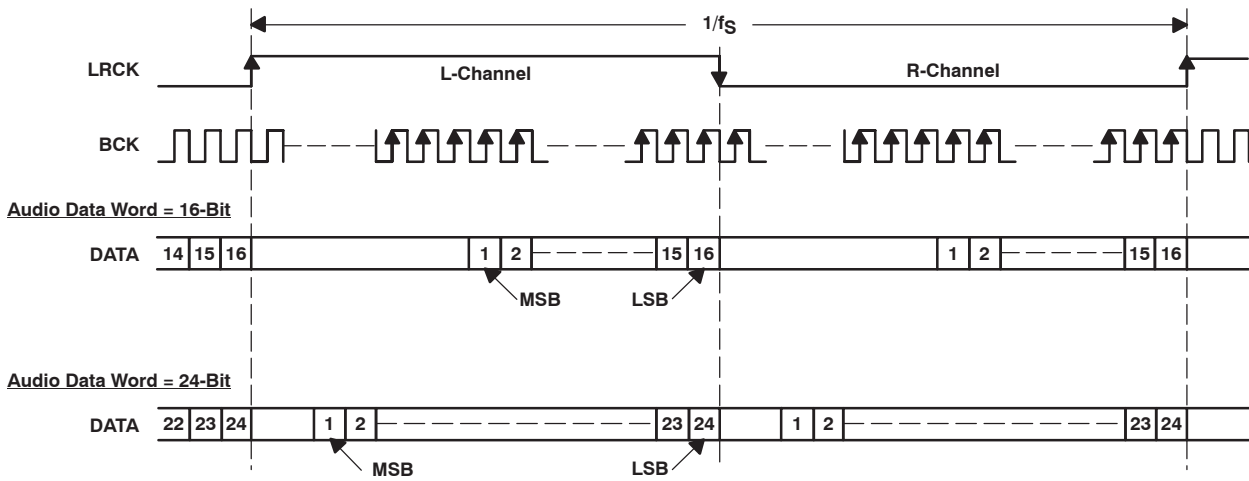 1/fS
LRCK
L-Channel
R-Channel
BCK
Audio Data Word = 16-Bit
DATA 14 15 16 1 2 15 16 1 2 15 16
MSB LSB
Audio Data Word = 24-Bit
DATA 22 23 24 1 2 23 24 1 2 23 24
MSB LSB